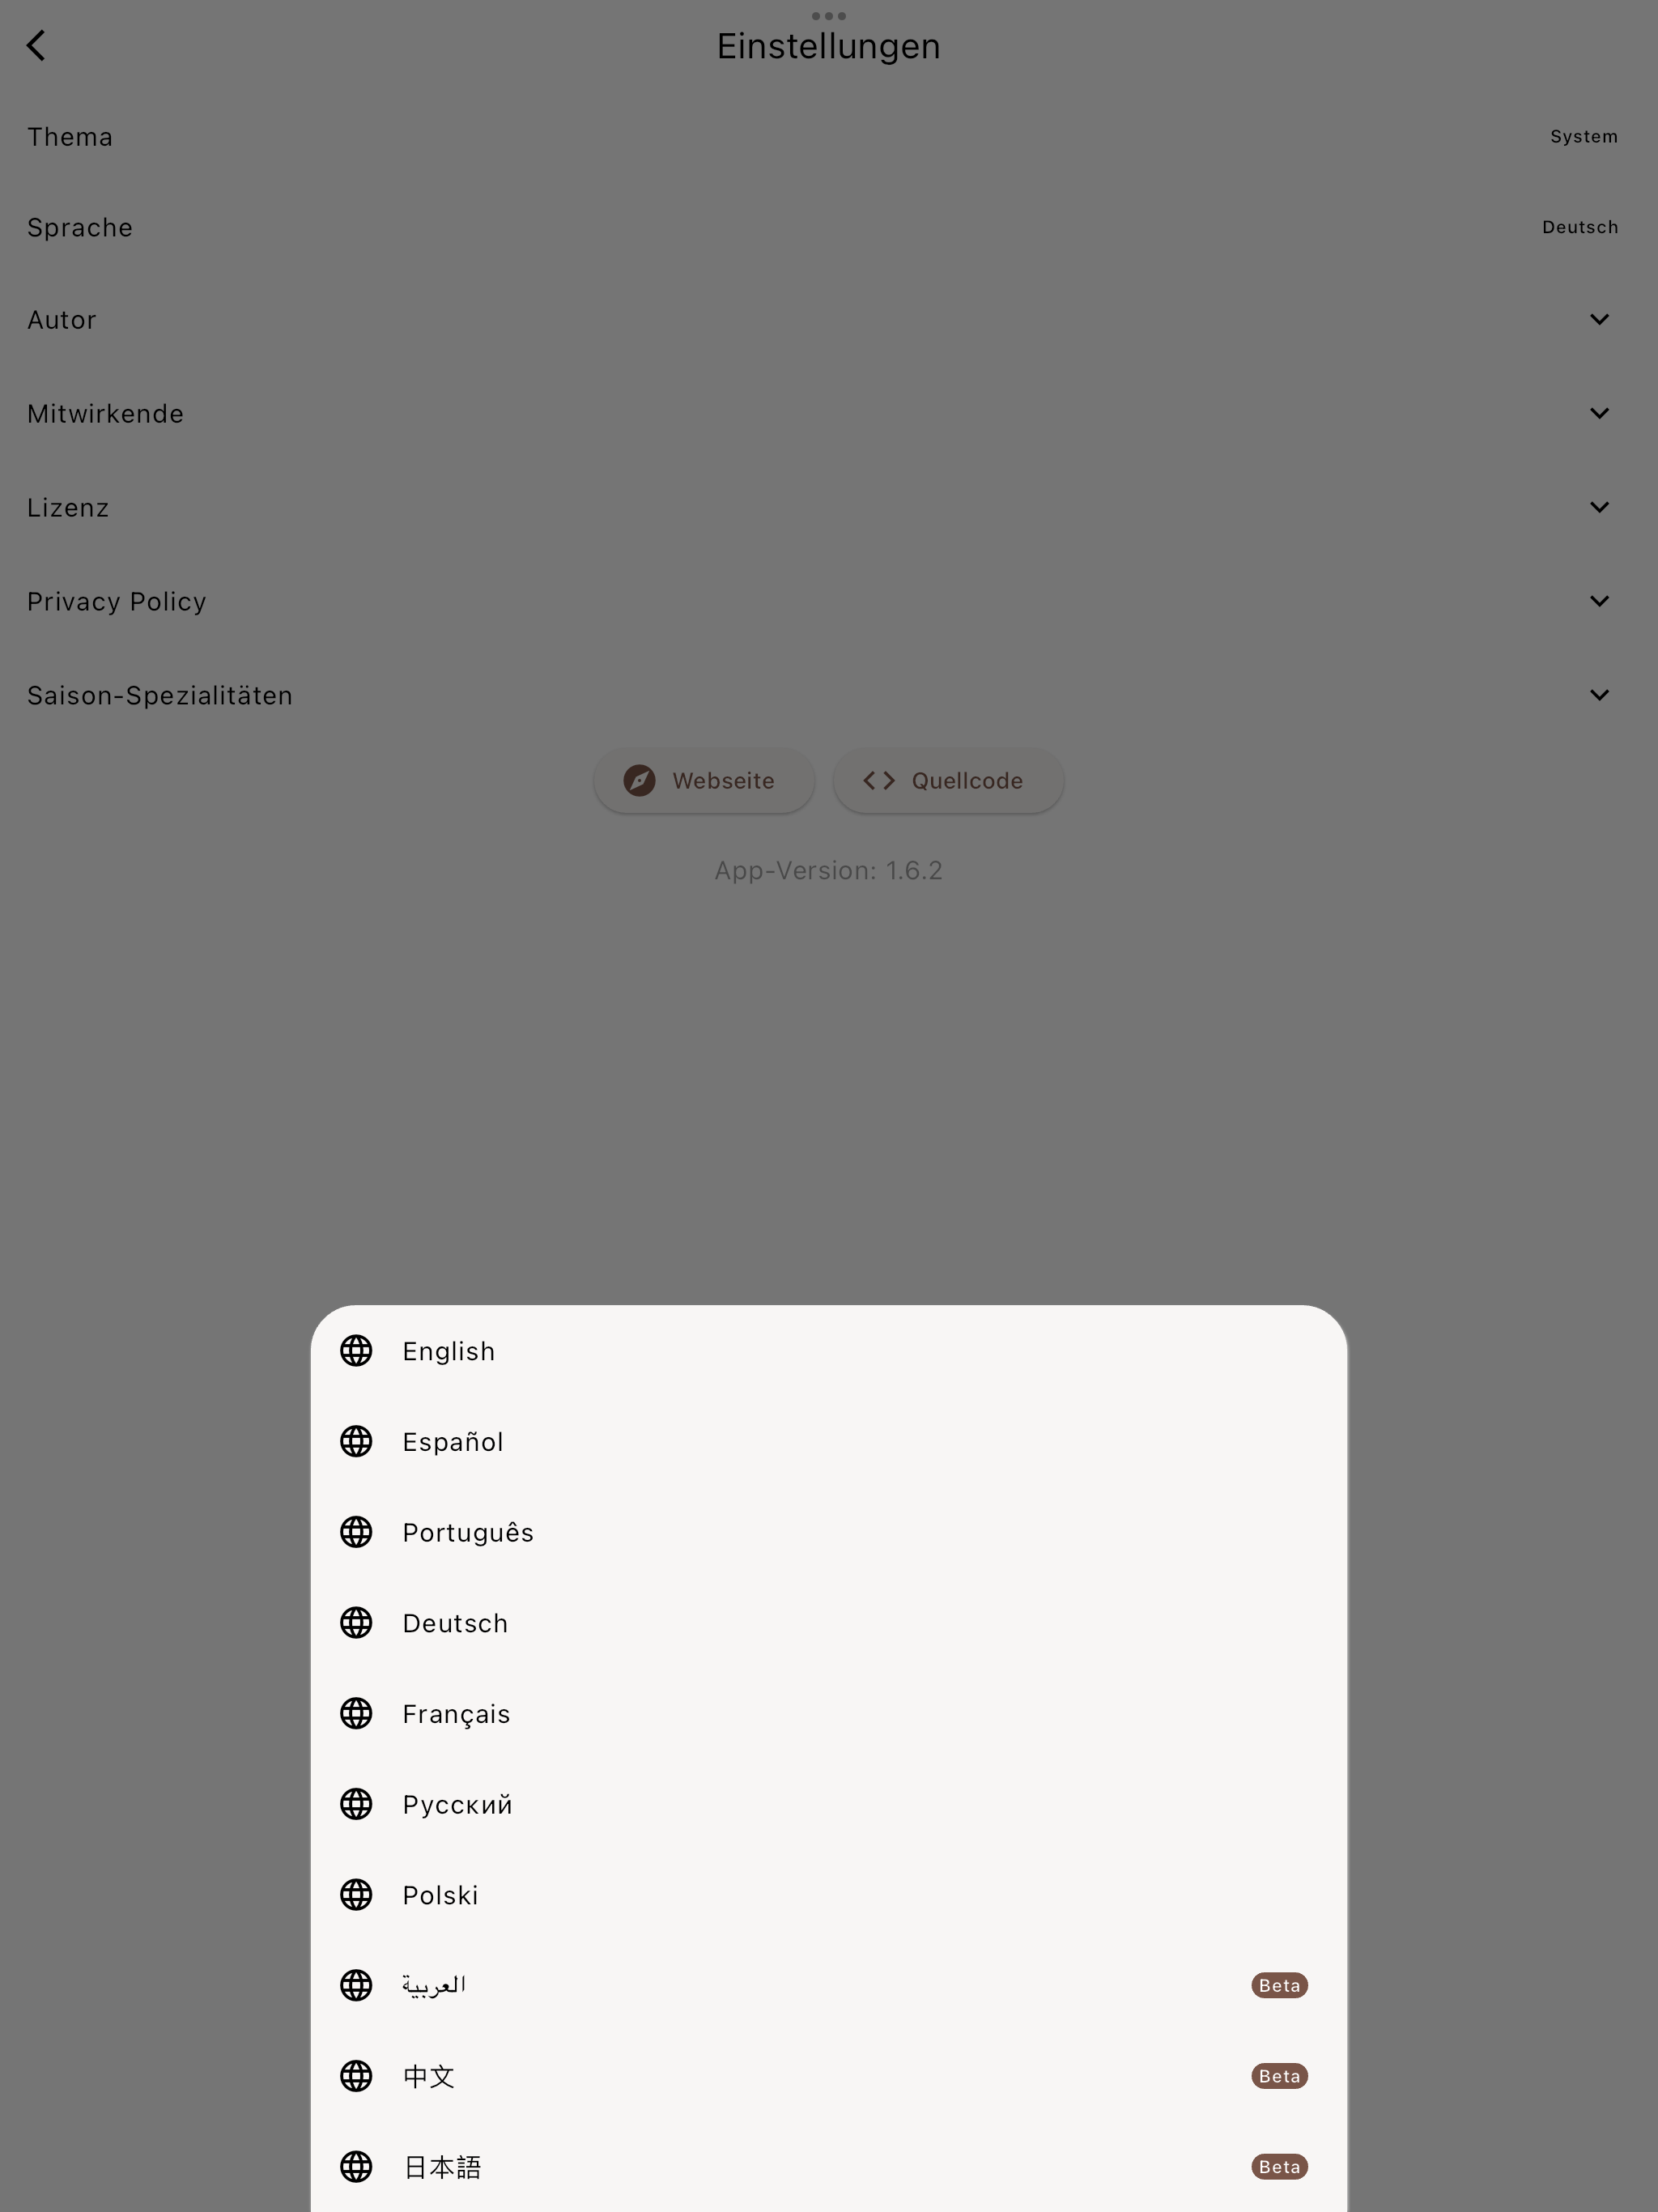 Einstellungen
Thema System
Sprache Deutsch
Autor
Mitwirkende
Lizenz
Privacy Policy
Saison-Spezialitäten
Webseite Quellcode
App-Version: 1.6.2
English
Español
Português
Deutsch
Français
Русский
Polski
العربية Beta
中文 Beta
日本語 Beta